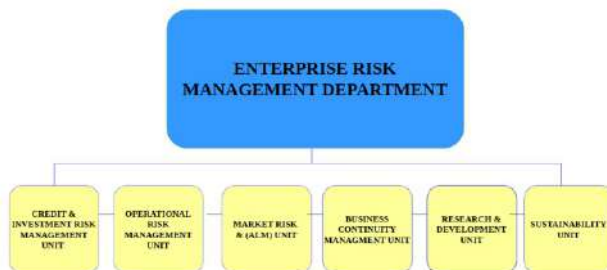 ENTERPRISE RISK
MANAGEMENT DEPARTMENT
CREDIT &
INVESTMENT RISK
MANAGEMENT
UNIT
OPERATIONAL
RISK
MANAGEMENT
UNIT
MARKET RISK
& (ALM) UNIT
BUSINESS
CONTINUITY
MANAGMENT UNIT
RESEARCH &
DEVELOPMENT
UNIT
SUSTAINABILITY
UNIT